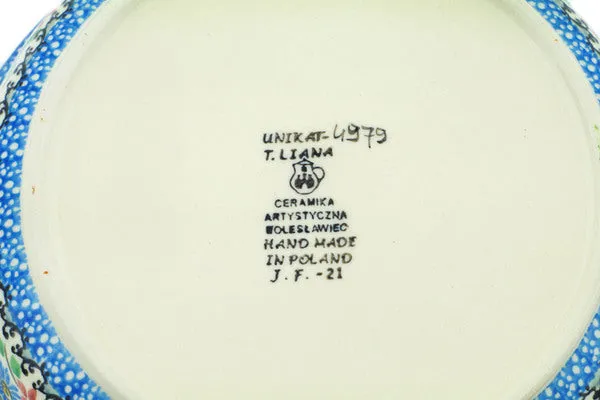 UNIKAT-4979
T. LIANA
CERAMIKA
ARTYSTYCZNA
BOLESŁAWIEC
HAND MADE
IN POLAND
J.F.-21